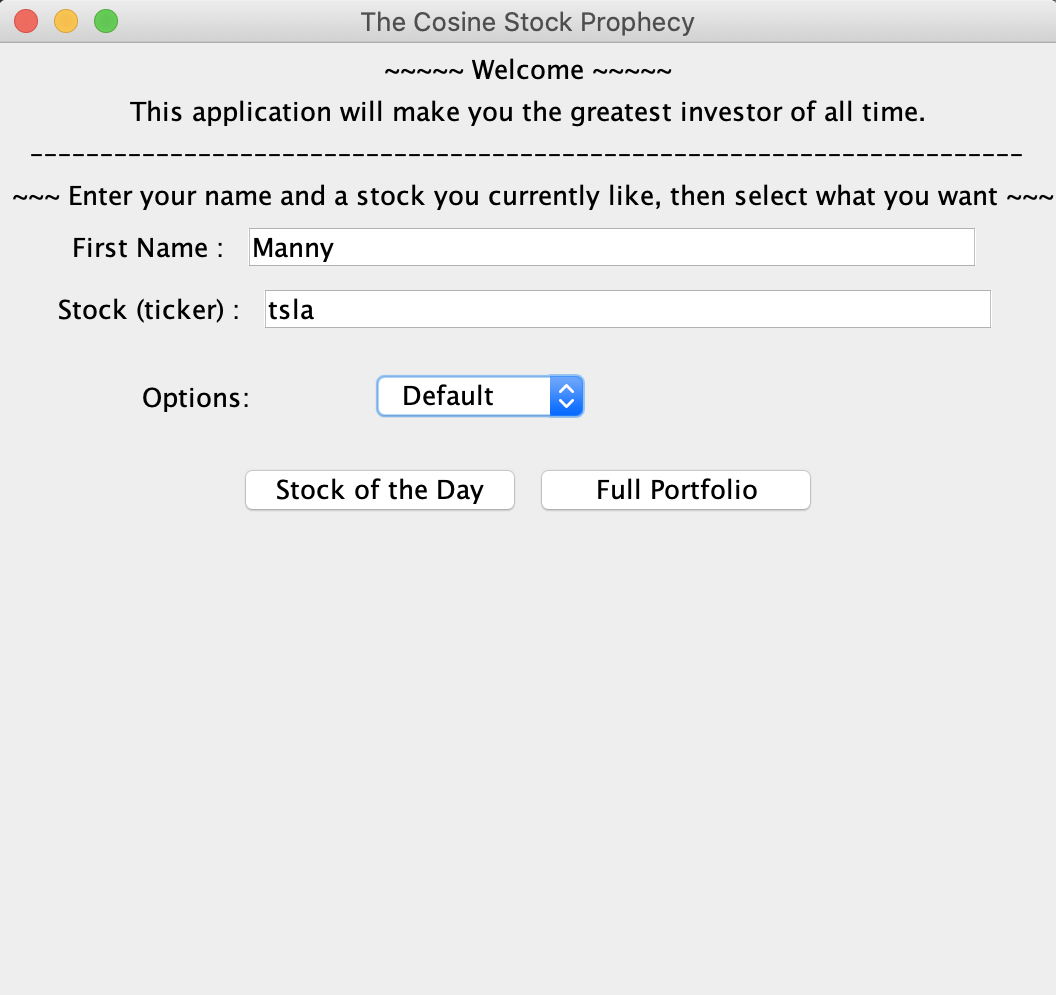 The Cosine Stock Prophecy
~~~~~ Welcome ~~~~~
This application will make you the greatest investor of all time.
-----------------------------------------------------------------------
~~~ Enter your name and a stock you currently like, then select what you want ~~~
First Name : Manny
Stock (ticker) : tsla
Options: Default
Stock of the Day Full Portfolio